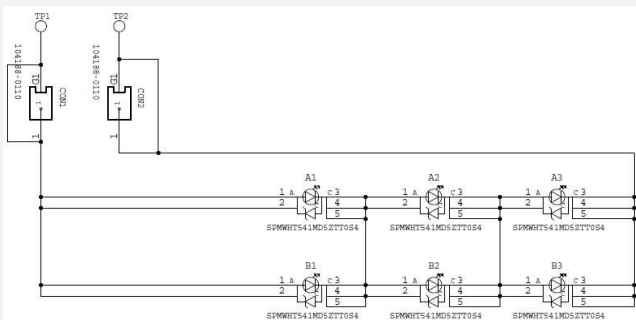 TP1 TP2
104188-0110 G1 1 CON1 1
104188-0110 G1 1 CON2 1
A1 A2 A3
1 A C 3 1 A C 3 1 A C 3
2 4 2 4 2 4
5 5 5
SPMWHT541MD5ZTT0S4 SPMWHT541MD5ZTT0S4 SPMWHT541MD5ZTT0S4
B1 B2 B3
1 A C 3 1 A C 3 1 A C 3
2 4 2 4 2 4
5 5 5
SPMWHT541MD5ZTT0S4 SPMWHT541MD5ZTT0S4 SPMWHT541MD5ZTT0S4